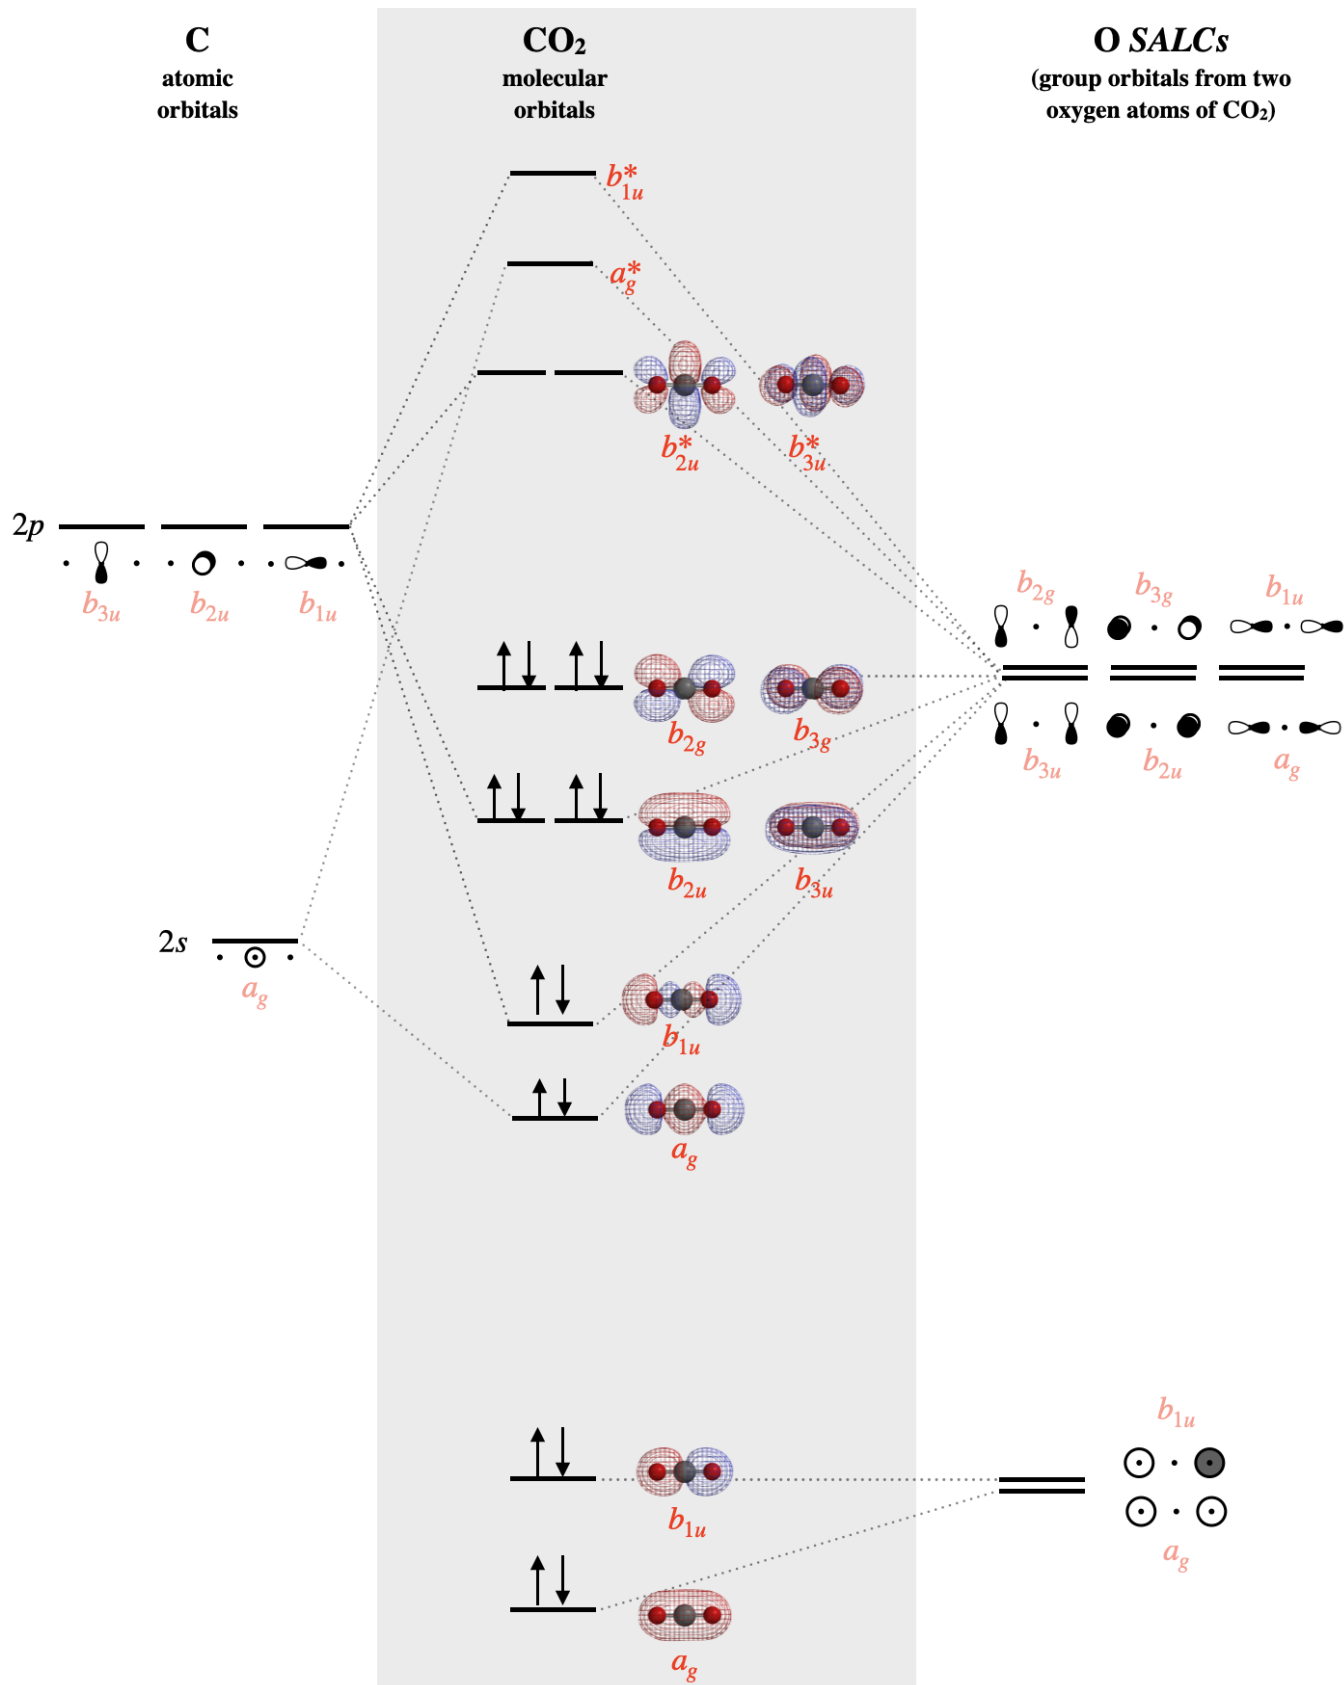 C
atomic
orbitals
CO₂
molecular
orbitals
O SALCs
(group orbitals from two
oxygen atoms of CO₂)
b*₁ᵤ
a*g
b*₂ᵤ b*₃ᵤ
2p
b₃ᵤ b₂ᵤ b₁ᵤ
b₂g b₃g b₁ᵤ
b₂g b₃g
b₃ᵤ b₂ᵤ ag
b₂ᵤ b₃ᵤ
2s
ag
b₁ᵤ
ag
b₁ᵤ
b₁ᵤ
ag
ag